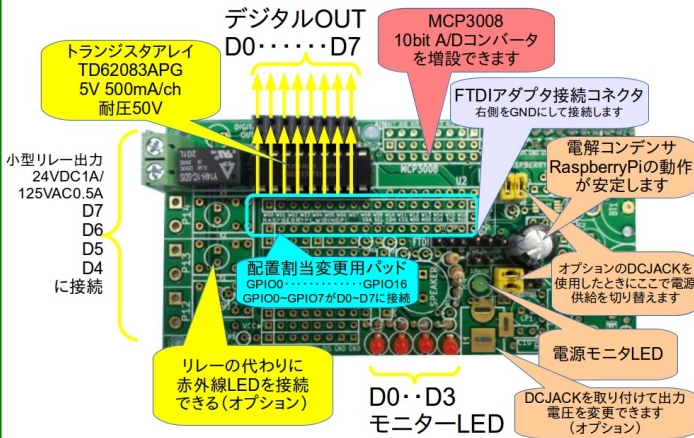 デジタルOUT
D0‥‥‥D7
トランジスタアレイ
TD62083APG
5V 500mA/ch
耐圧50V
MCP3008
10bit A/Dコンバータ
を増設できます
FTDIアダプタ接続コネクタ
右側をGNDにして接続します
電解コンデンサ
RaspberryPiの動作
が安定します
小型リレー出力
24VDC1A/
125VAC0.5A
D7
D6
D5
D4
に接続
MCP3008
U2
P14
P13
P12
FTDI
SPEAKER
配置割当変更用パッド
GPIO0‥‥‥‥‥‥GPIO16
GPIO0~GPIO7がD0~D7に接続
オプションのDCJACKを
使用したときにここで電源
供給を切り替えます
電源モニタLED
リレーの代わりに
赤外線LEDを接続
できる(オプション)
D0‥D3
モニターLED
DCJACKを取り付けて出力
電圧を変更できます
(オプション)